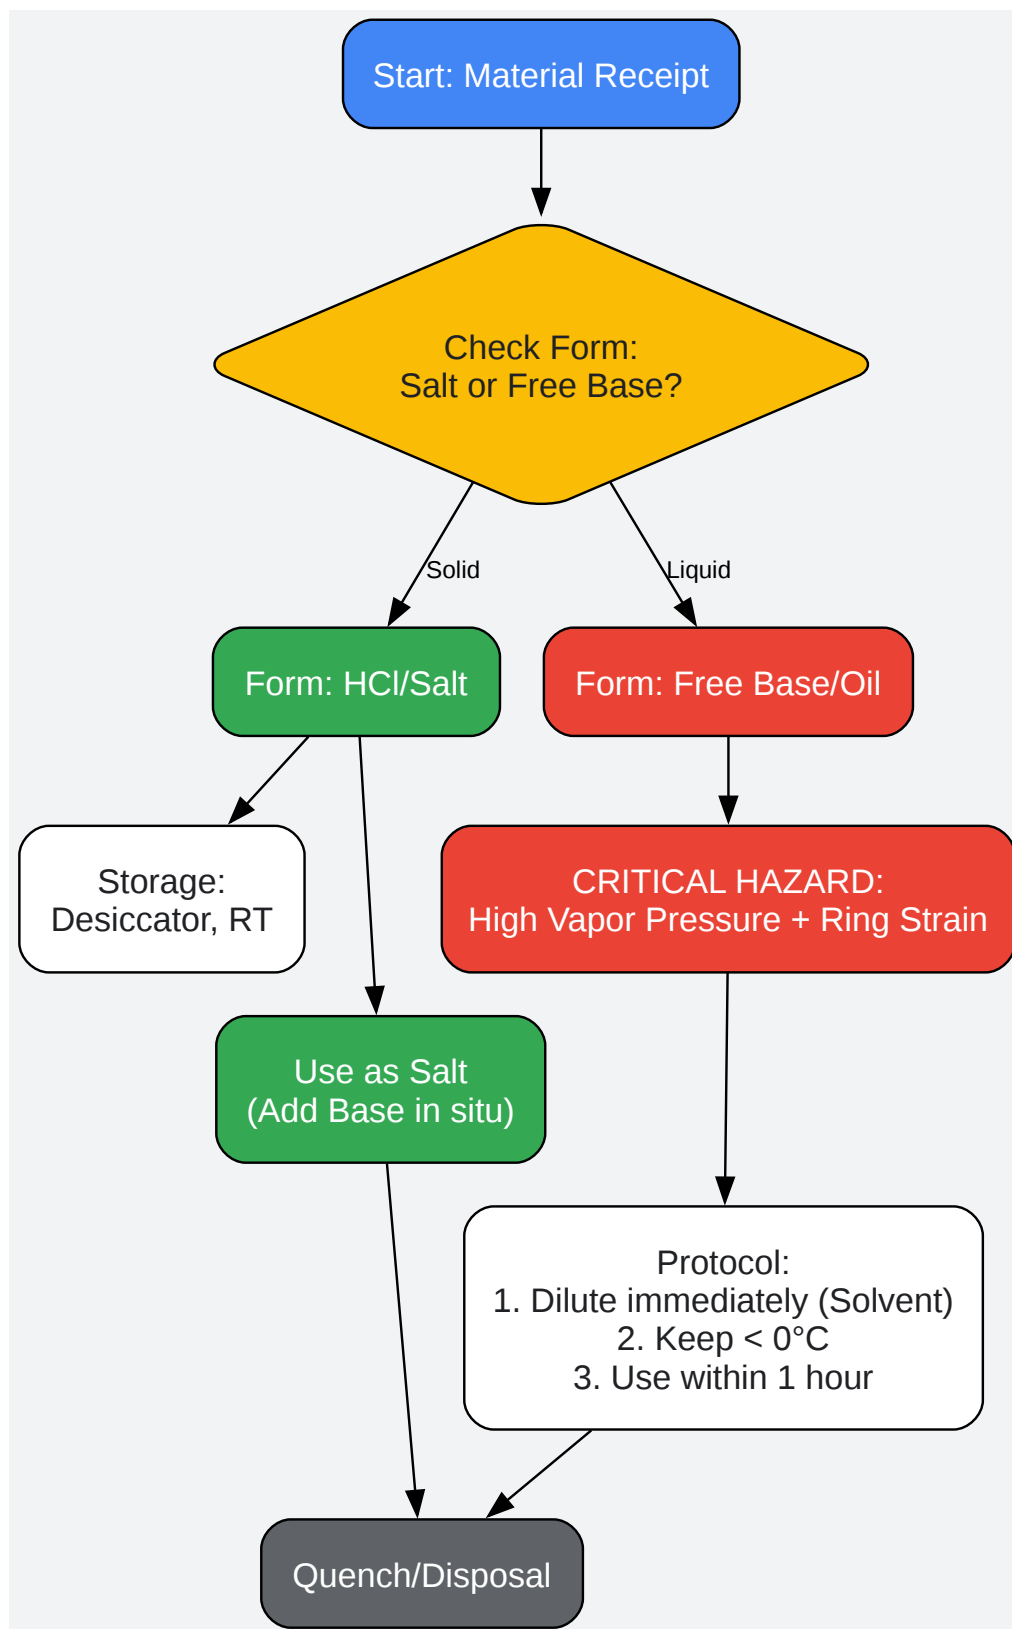 Start: Material Receipt
Check Form:
Salt or Free Base?
Solid
Liquid
Form: HCl/Salt
Form: Free Base/Oil
Storage:
Desiccator, RT
CRITICAL HAZARD:
High Vapor Pressure + Ring Strain
Use as Salt
(Add Base in situ)
Protocol:
1. Dilute immediately (Solvent)
2. Keep < 0°C
3. Use within 1 hour
Quench/Disposal